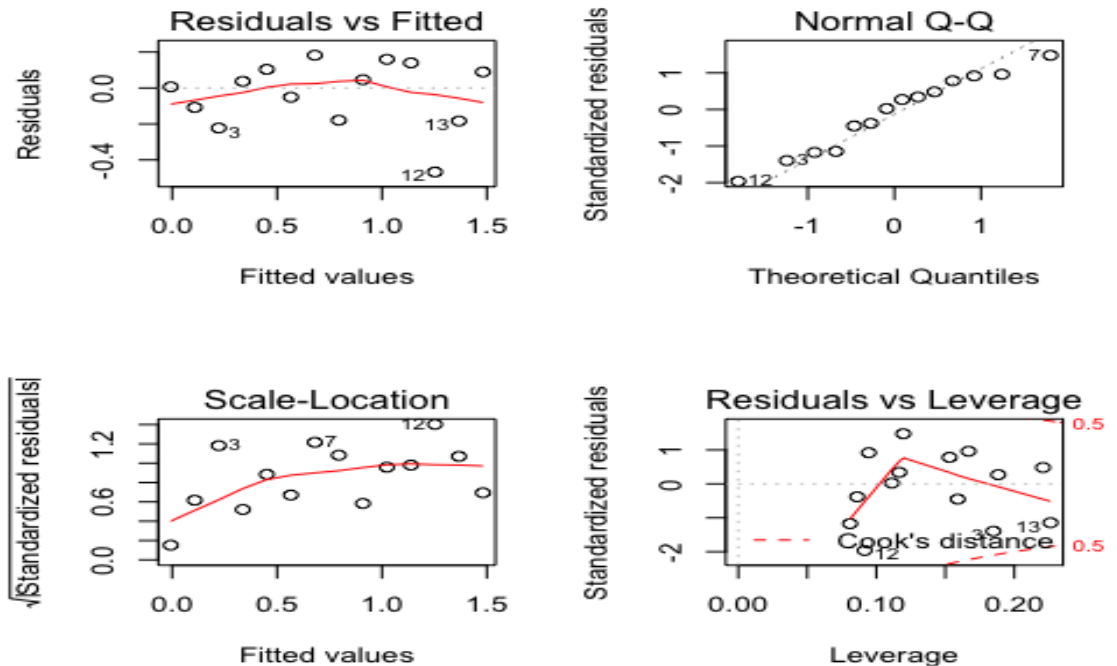 Residuals vs Fitted
Residuals
0.0
-0.4
3
13
12
0.0 0.5 1.0 1.5
Fitted values
Normal Q-Q
Standardized residuals
1
0
-1
-2
7
3
12
-1 0 1
Theoretical Quantiles
Scale-Location
√|Standardized residuals|
1.2
0.6
0.0
3
7
12
0.0 0.5 1.0 1.5
Fitted values
Residuals vs Leverage
Standardized residuals
1
0
-2
0.5
0.5
Cook's distance
12
3
13
0.00 0.10 0.20
Leverage